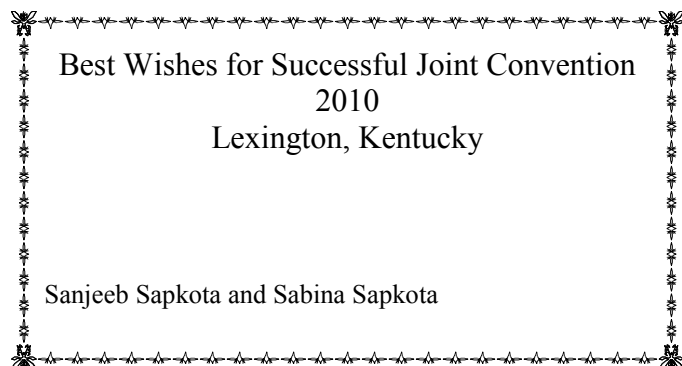 Best Wishes for Successful Joint Convention
2010
Lexington, Kentucky
Sanjeeb Sapkota and Sabina Sapkota